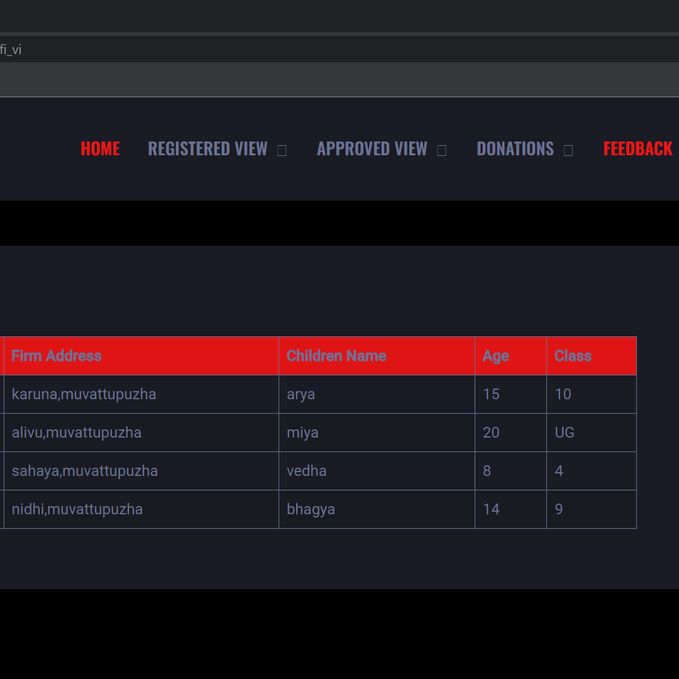 fi_vi
HOME REGISTERED VIEW APPROVED VIEW DONATIONS FEEDBACK
Firm Address Children Name Age Class
karuna,muvattupuzha arya 15 10
alivu,muvattupuzha miya 20 UG
sahaya,muvattupuzha vedha 8 4
nidhi,muvattupuzha bhagya 14 9